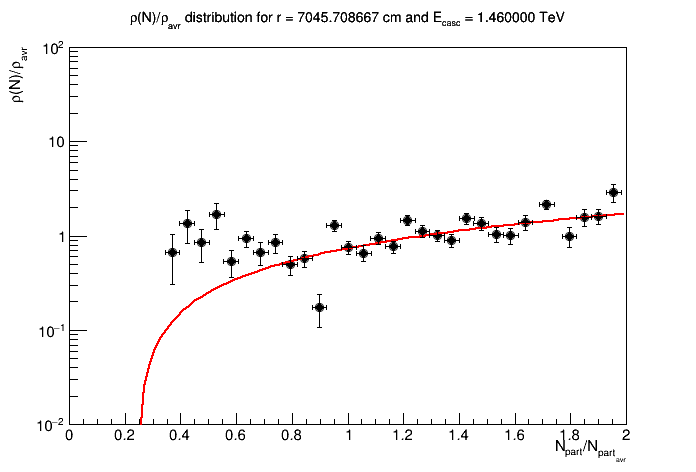 ρ(N)/ρ_avr distribution for r = 7045.708667 cm and E_casc = 1.460000 TeV
ρ(N)/ρ_avr
10²
10
1
10⁻¹
10⁻²
0 0.2 0.4 0.6 0.8 1 1.2 1.4 1.6 1.8 2
N_part/N_part_avr